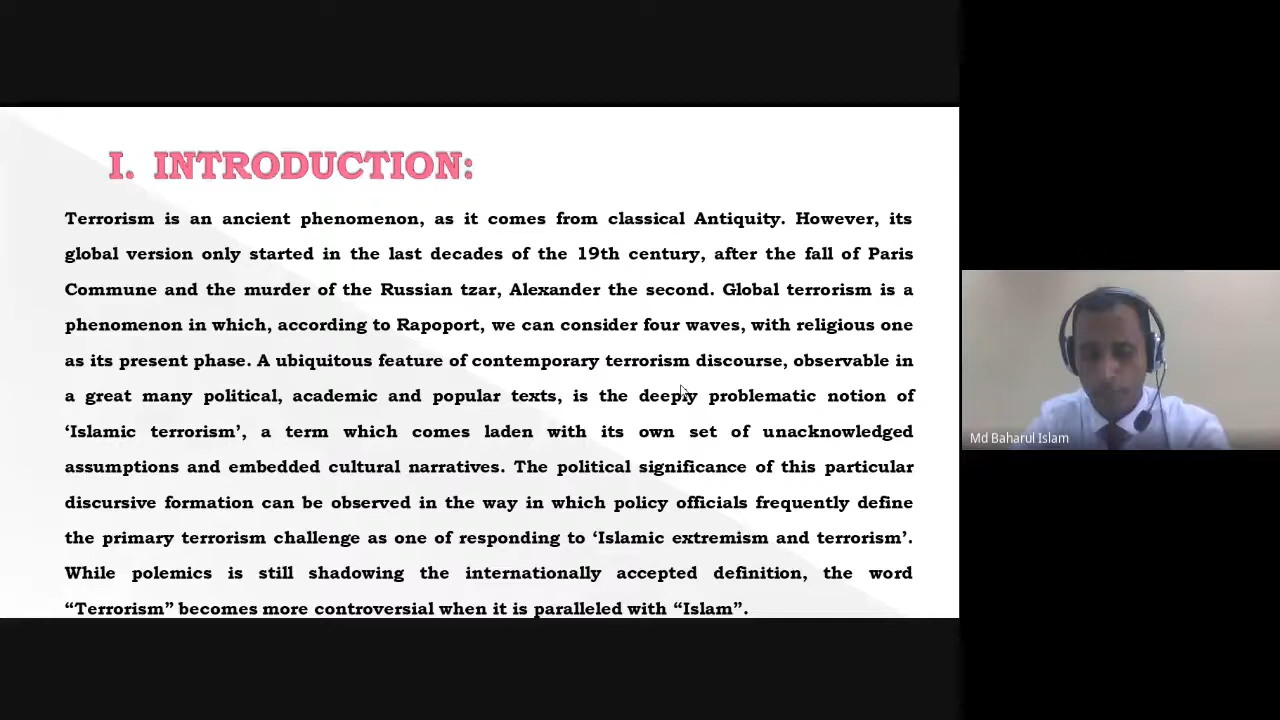 I. INTRODUCTION:
Terrorism is an ancient phenomenon, as it comes from classical Antiquity. However, its
global version only started in the last decades of the 19th century, after the fall of Paris
Commune and the murder of the Russian tzar, Alexander the second. Global terrorism is a
phenomenon in which, according to Rapoport, we can consider four waves, with religious one
as its present phase. A ubiquitous feature of contemporary terrorism discourse, observable in
a great many political, academic and popular texts, is the deeply problematic notion of
‘Islamic terrorism’, a term which comes laden with its own set of unacknowledged
assumptions and embedded cultural narratives. The political significance of this particular
discursive formation can be observed in the way in which policy officials frequently define
the primary terrorism challenge as one of responding to ‘Islamic extremism and terrorism’.
While polemics is still shadowing the internationally accepted definition, the word
“Terrorism” becomes more controversial when it is paralleled with “Islam”.
Md Baharul Islam